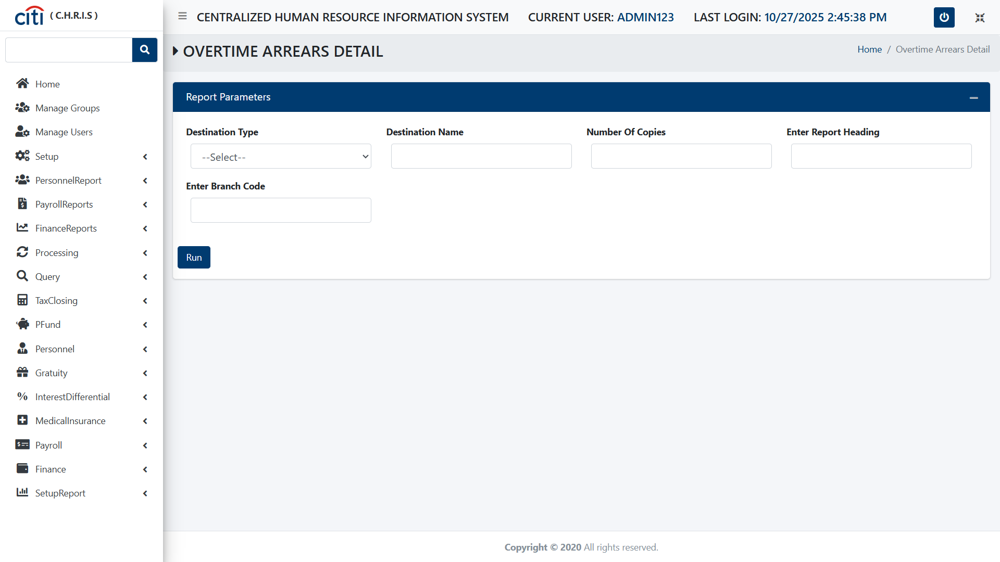 citi ( C.H.R.I.S )
CENTRALIZED HUMAN RESOURCE INFORMATION SYSTEM CURRENT USER: ADMIN123 LAST LOGIN: 10/27/2025 2:45:38 PM
OVERTIME ARREARS DETAIL
Home / Overtime Arrears Detail
Home
Manage Groups
Manage Users
Setup
PersonnelReport
PayrollReports
FinanceReports
Processing
Query
TaxClosing
PFund
Personnel
Gratuity
% InterestDifferential
MedicalInsurance
Payroll
Finance
SetupReport
Report Parameters
Destination Type
--Select--
Destination Name
Number Of Copies
Enter Report Heading
Enter Branch Code
Run
Copyright © 2020 All rights reserved.